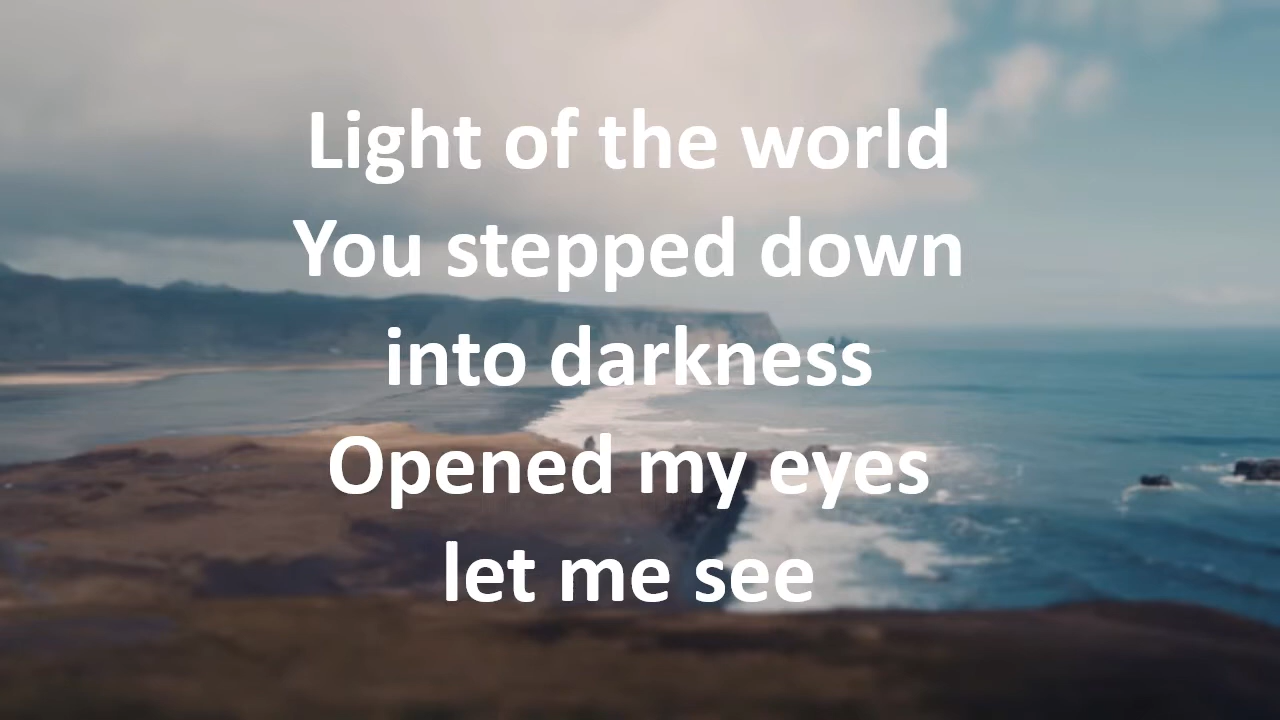 Light of the world
You stepped down
into darkness
Opened my eyes
let me see